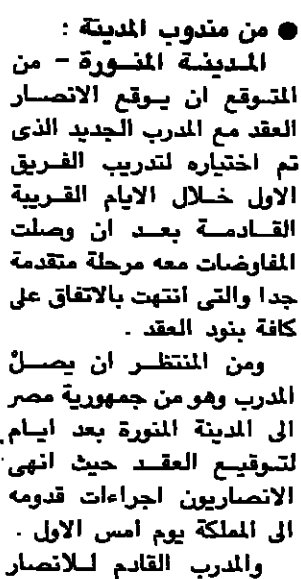 ● من مندوب المدينة :
المدينة المنورة - من
المتوقع ان يوقع الانصار
العقد مع المدرب الجديد الذى
تم اختياره لتدريب الفريق
الاول خلال الايام القريبة
القادمة بعد ان وصلت
المفاوضات معه مرحلة متقدمة
جدا والتى انتهت بالاتفاق على
كافة بنود العقد .
ومن المنتظر ان يصل
المدرب وهو من جمهورية مصر
الى المدينة المنورة بعد ايام
لتوقيع العقد حيث انهى
الانصاريون اجراءات قدومه
الى المملكة يوم أمس الاول .
والمدرب القادم للانصار